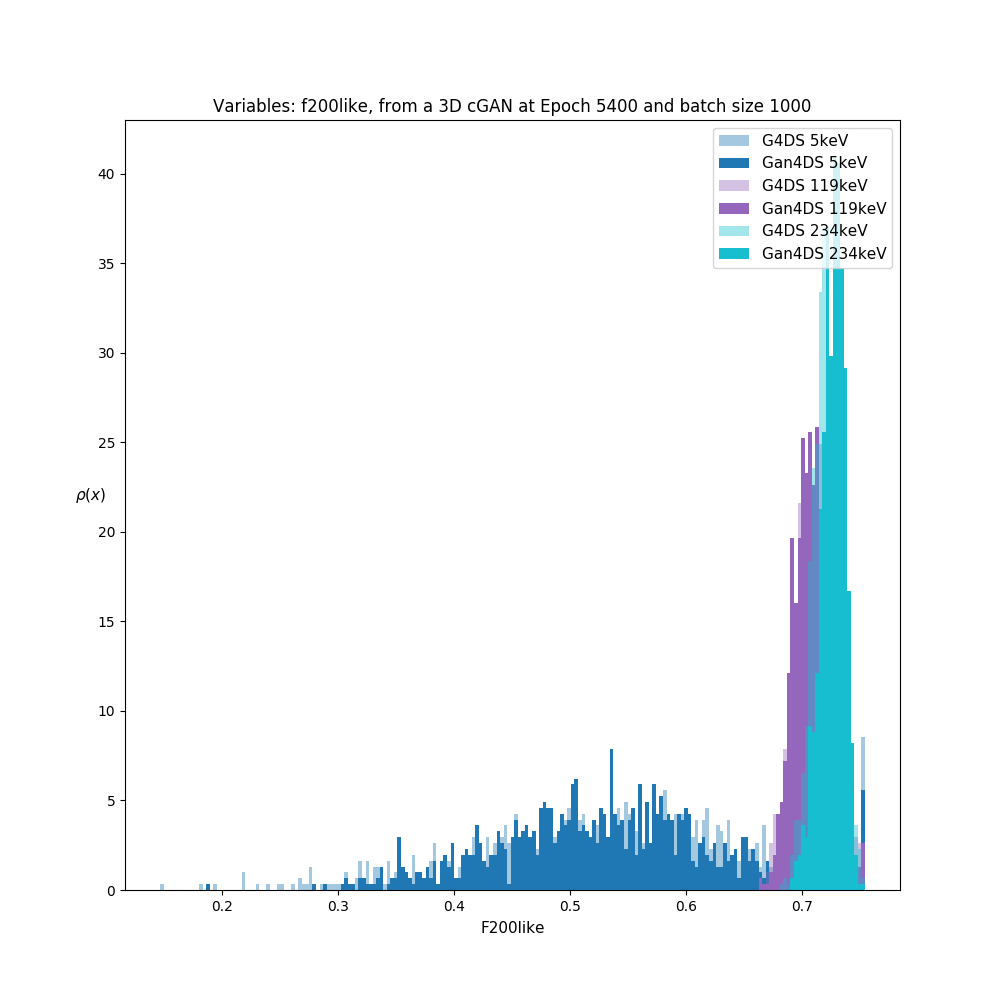 Variables: f200like, from a 3D cGAN at Epoch 5400 and batch size 1000
G4DS 5keV
Gan4DS 5keV
G4DS 119keV
Gan4DS 119keV
G4DS 234keV
Gan4DS 234keV
40
35
30
25
ρ(x)
20
15
10
5
0
0.2 0.3 0.4 0.5 0.6 0.7
F200like